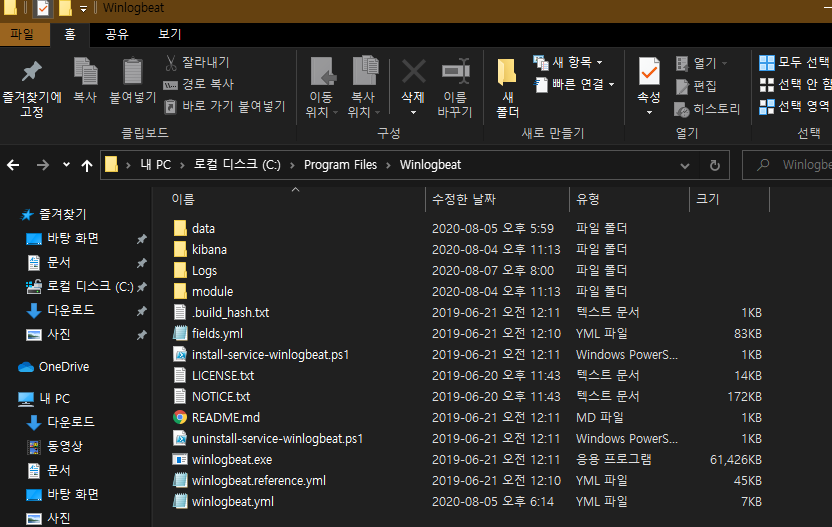 Winlogbeat
파일 홈 공유 보기
즐겨찾기에 고정
복사
붙여넣기
잘라내기
경로 복사
바로 가기 붙여넣기
클립보드
이동 위치
복사 위치
삭제
이름 바꾸기
구성
새 폴더
새 항목
빠른 연결
새로 만들기
속성
열기
편집
히스토리
열기
모두 선택
선택 안 함
선택 영역
선택
내 PC > 로컬 디스크 (C:) > Program Files > Winlogbeat
Winlogbe
이름 수정한 날짜 유형 크기
즐겨찾기
바탕 화면
문서
로컬 디스크 (C:)
다운로드
사진
OneDrive
내 PC
다운로드
동영상
문서
바탕 화면
사진
data 2020-08-05 오후 5:59 파일 폴더
kibana 2020-08-04 오후 11:13 파일 폴더
Logs 2020-08-07 오후 8:00 파일 폴더
module 2020-08-04 오후 11:13 파일 폴더
.build_hash.txt 2019-06-21 오전 12:11 텍스트 문서 1KB
fields.yml 2019-06-21 오전 12:10 YML 파일 83KB
install-service-winlogbeat.ps1 2019-06-21 오전 12:11 Windows PowerS... 1KB
LICENSE.txt 2019-06-20 오후 11:43 텍스트 문서 14KB
NOTICE.txt 2019-06-20 오후 11:43 텍스트 문서 172KB
README.md 2019-06-21 오전 12:11 MD 파일 1KB
uninstall-service-winlogbeat.ps1 2019-06-21 오전 12:11 Windows PowerS... 1KB
winlogbeat.exe 2019-06-21 오전 12:11 응용 프로그램 61,426KB
winlogbeat.reference.yml 2019-06-21 오전 12:10 YML 파일 45KB
winlogbeat.yml 2020-08-05 오후 6:14 YML 파일 7KB